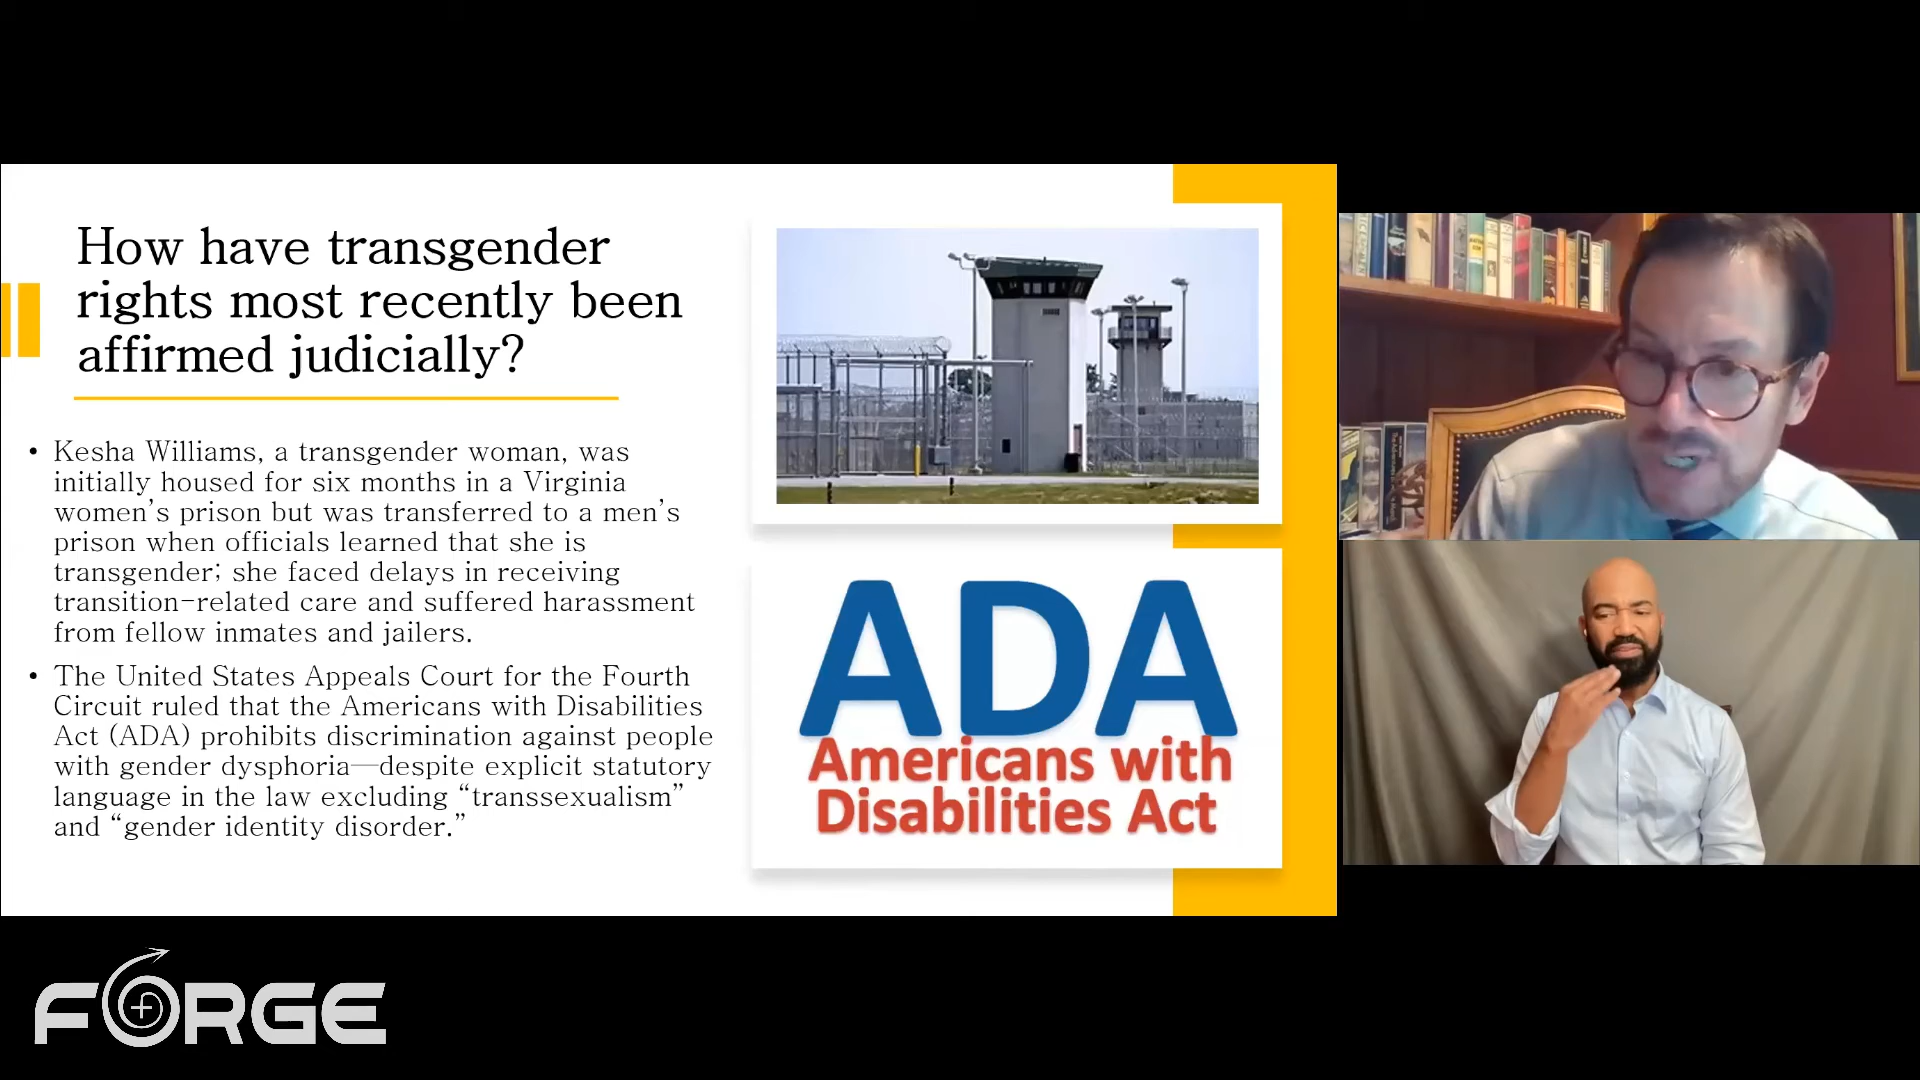 How have transgender
rights most recently been
affirmed judicially?
• Kesha Williams, a transgender woman, was
initially housed for six months in a Virginia
women’s prison but was transferred to a men’s
prison when officials learned that she is
transgender; she faced delays in receiving
transition-related care and suffered harassment
from fellow inmates and jailers.
• The United States Appeals Court for the Fourth
Circuit ruled that the Americans with Disabilities
Act (ADA) prohibits discrimination against people
with gender dysphoria—despite explicit statutory
language in the law excluding “transsexualism”
and “gender identity disorder.”
ADA
Americans with
Disabilities Act
FORGE